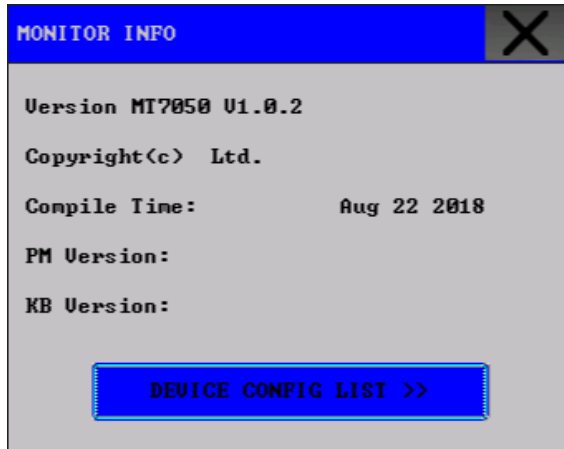 MONITOR INFO
Version MT7050 V1.0.2
Copyright(c) Ltd.
Compile Time: Aug 22 2018
PM Version:
KB Version:
DEVICE CONFIG LIST >>